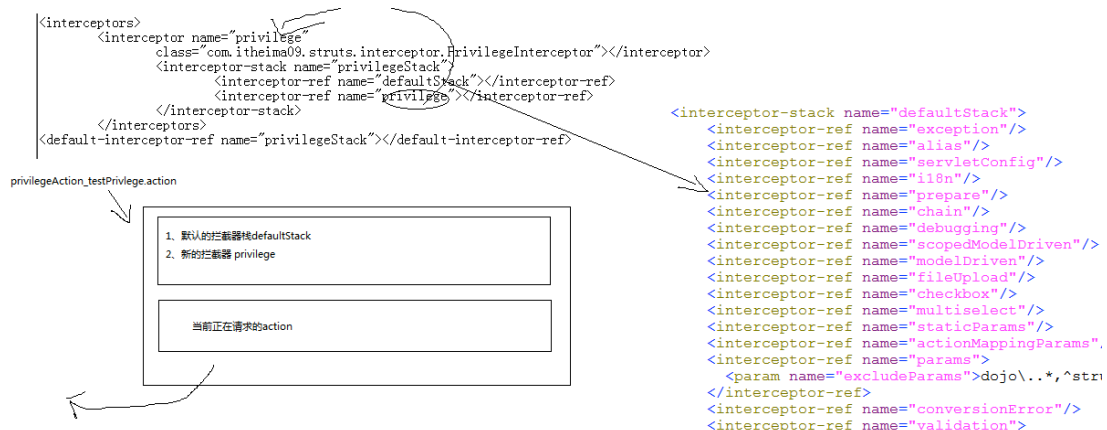 <interceptors>
<interceptor name="privilege"
class="com.itheima09.struts.interceptor.PrivilegeInterceptor"></interceptor>
<interceptor-stack name="privilegeStack">
<interceptor-ref name="defaultStack"></interceptor-ref>
<interceptor-ref name="privilege"></interceptor-ref>
</interceptor-stack>
</interceptors>
<default-interceptor-ref name="privilegeStack"></default-interceptor-ref>
privilegeAction_testPrivlege.action
1、默认的拦截器栈defaultStack
2、新的拦截器 privilege
当前正在请求的action
<interceptor-stack name="defaultStack">
<interceptor-ref name="exception"/>
<interceptor-ref name="alias"/>
<interceptor-ref name="servletConfig"/>
<interceptor-ref name="i18n"/>
<interceptor-ref name="prepare"/>
<interceptor-ref name="chain"/>
<interceptor-ref name="debugging"/>
<interceptor-ref name="scopedModelDriven"/>
<interceptor-ref name="modelDriven"/>
<interceptor-ref name="fileUpload"/>
<interceptor-ref name="checkbox"/>
<interceptor-ref name="multiselect"/>
<interceptor-ref name="staticParams"/>
<interceptor-ref name="actionMappingParams"/
<interceptor-ref name="params">
<param name="excludeParams">dojo\..*,^stru
</interceptor-ref>
<interceptor-ref name="conversionError"/>
<interceptor-ref name="validation">